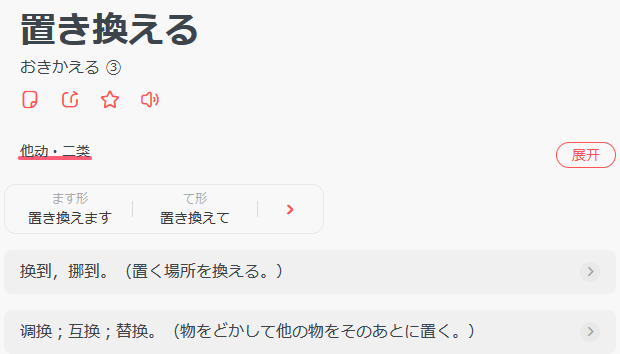 置き換える
おきかえる ③
他动・二类
展开
ます形
て形
置き換えます
置き換えて
换到，挪到。（置く場所を換える。）
调换；互换；替换。（物をどかして他の物をそのあとに置く。）